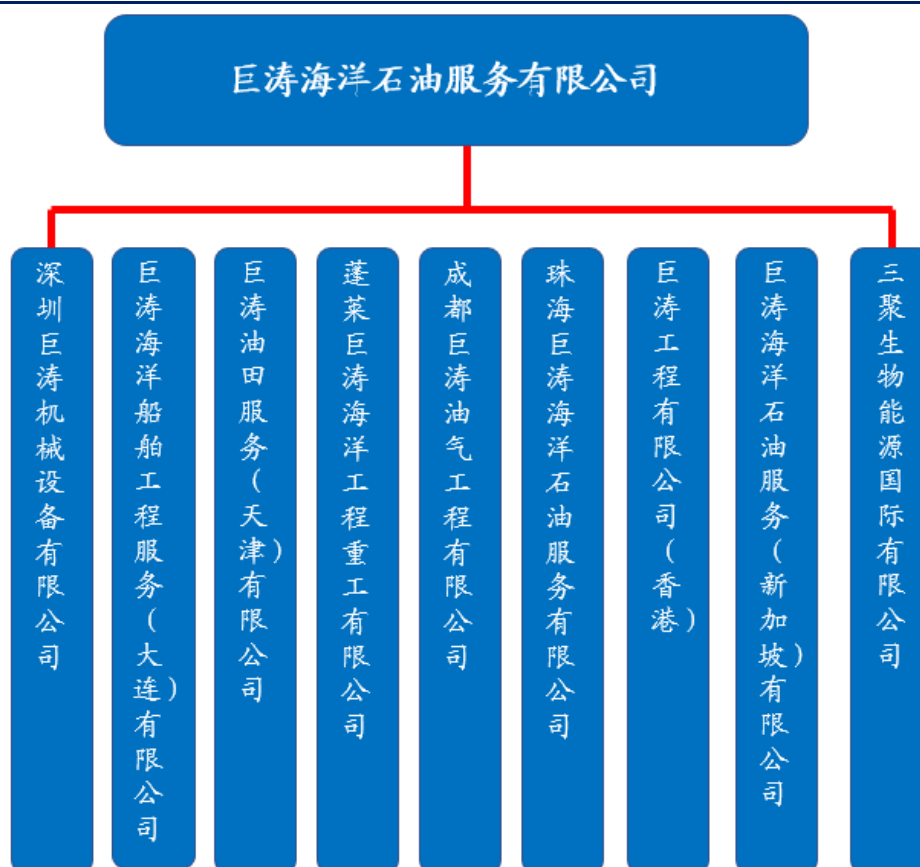 巨涛海洋石油服务有限公司
深圳巨涛机械设备有限公司
巨涛海洋船舶工程服务(大连)有限公司
巨涛油田服务(天津)有限公司
蓬莱巨涛海洋工程重工有限公司
成都巨涛油气工程有限公司
珠海巨涛海洋石油服务有限公司
巨涛工程有限公司(香港)
巨涛海洋石油服务(新加坡)有限公司
三聚生物能源国际有限公司